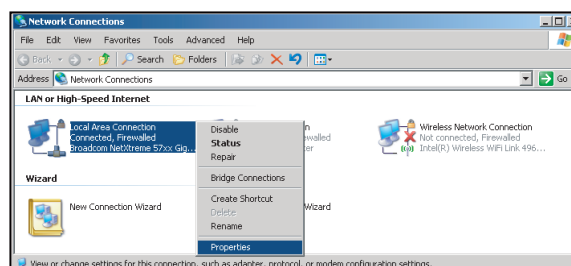 Network Connections
File Edit View Favorites Tools Advanced Help
Back Search Folders
Address Network Connections Go
LAN or High-Speed Internet
Local Area Connection
Connected, Firewalled
Broadcom NetXtreme 57xx Gig...
Disable
Status
Repair
Bridge Connections
Create Shortcut
Delete
Rename
Properties
Wireless Network Connection
Not connected, Firewalled
Intel(R) Wireless WiFi Link 496...
Wizard
New Connection Wizard
Wizard
View or change settings for this connection, such as adapter, protocol, or modem configuration settings.